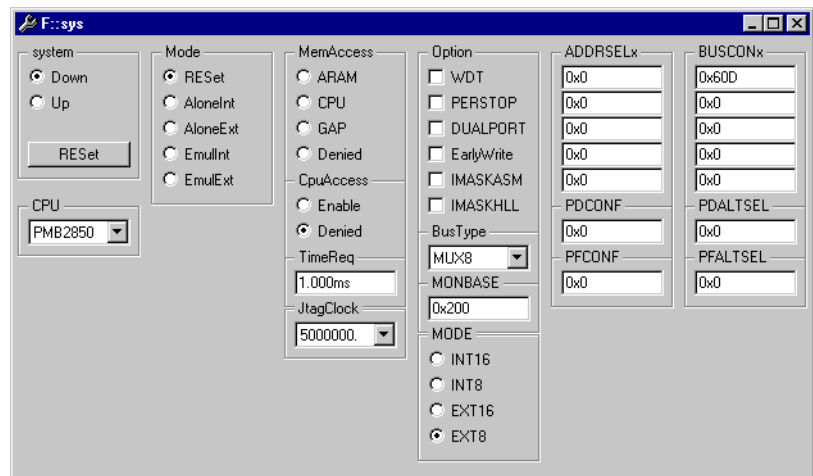 F::sys
system
Down
Up
RESet
CPU
PMB2850
Mode
RESet
AloneInt
AloneExt
EmulInt
EmulExt
MemAccess
ARAM
CPU
GAP
Denied
CpuAccess
Enable
Denied
TimeReq
1.000ms
JtagClock
5000000.
Option
WDT
PERSTOP
DUALPORT
EarlyWrite
IMASKASM
IMASKHLL
BusType
MUX8
MONBASE
0x200
MODE
INT16
INT8
EXT16
EXT8
ADDRSELx
0x0
0x0
0x0
0x0
0x0
PDCONF
0x0
PFCONF
0x0
BUSCONx
0x60D
0x0
0x0
0x0
0x0
PDALTSEL
0x0
PFALTSEL
0x0